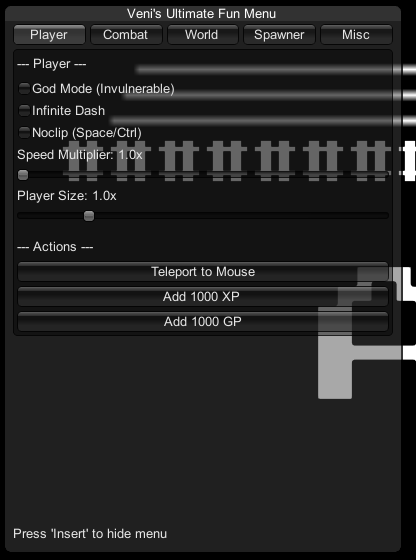 Veni's Ultimate Fun Menu
Player Combat World Spawner Misc
--- Player ---
God Mode (Invulnerable)
Infinite Dash
Noclip (Space/Ctrl)
Speed Multiplier: 1.0x
Player Size: 1.0x
--- Actions ---
Teleport to Mouse
Add 1000 XP
Add 1000 GP
Press 'Insert' to hide menu